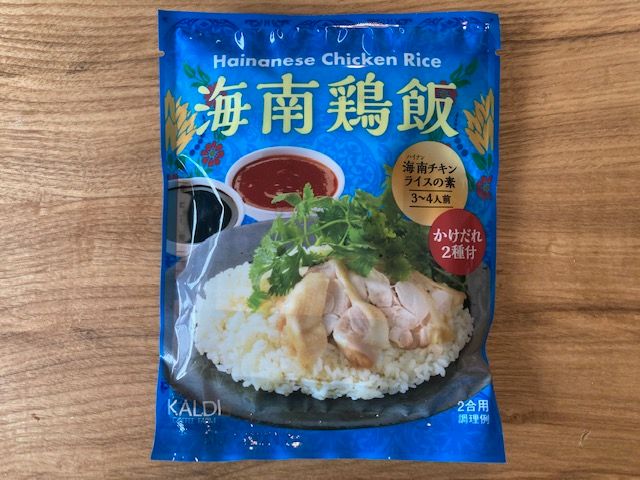 Hainanese Chicken Rice
海南鶏飯
ハイナン
海南チキン
ライスの素
3〜4人前
かけだれ
2種付
KALDI
2合用
調理例